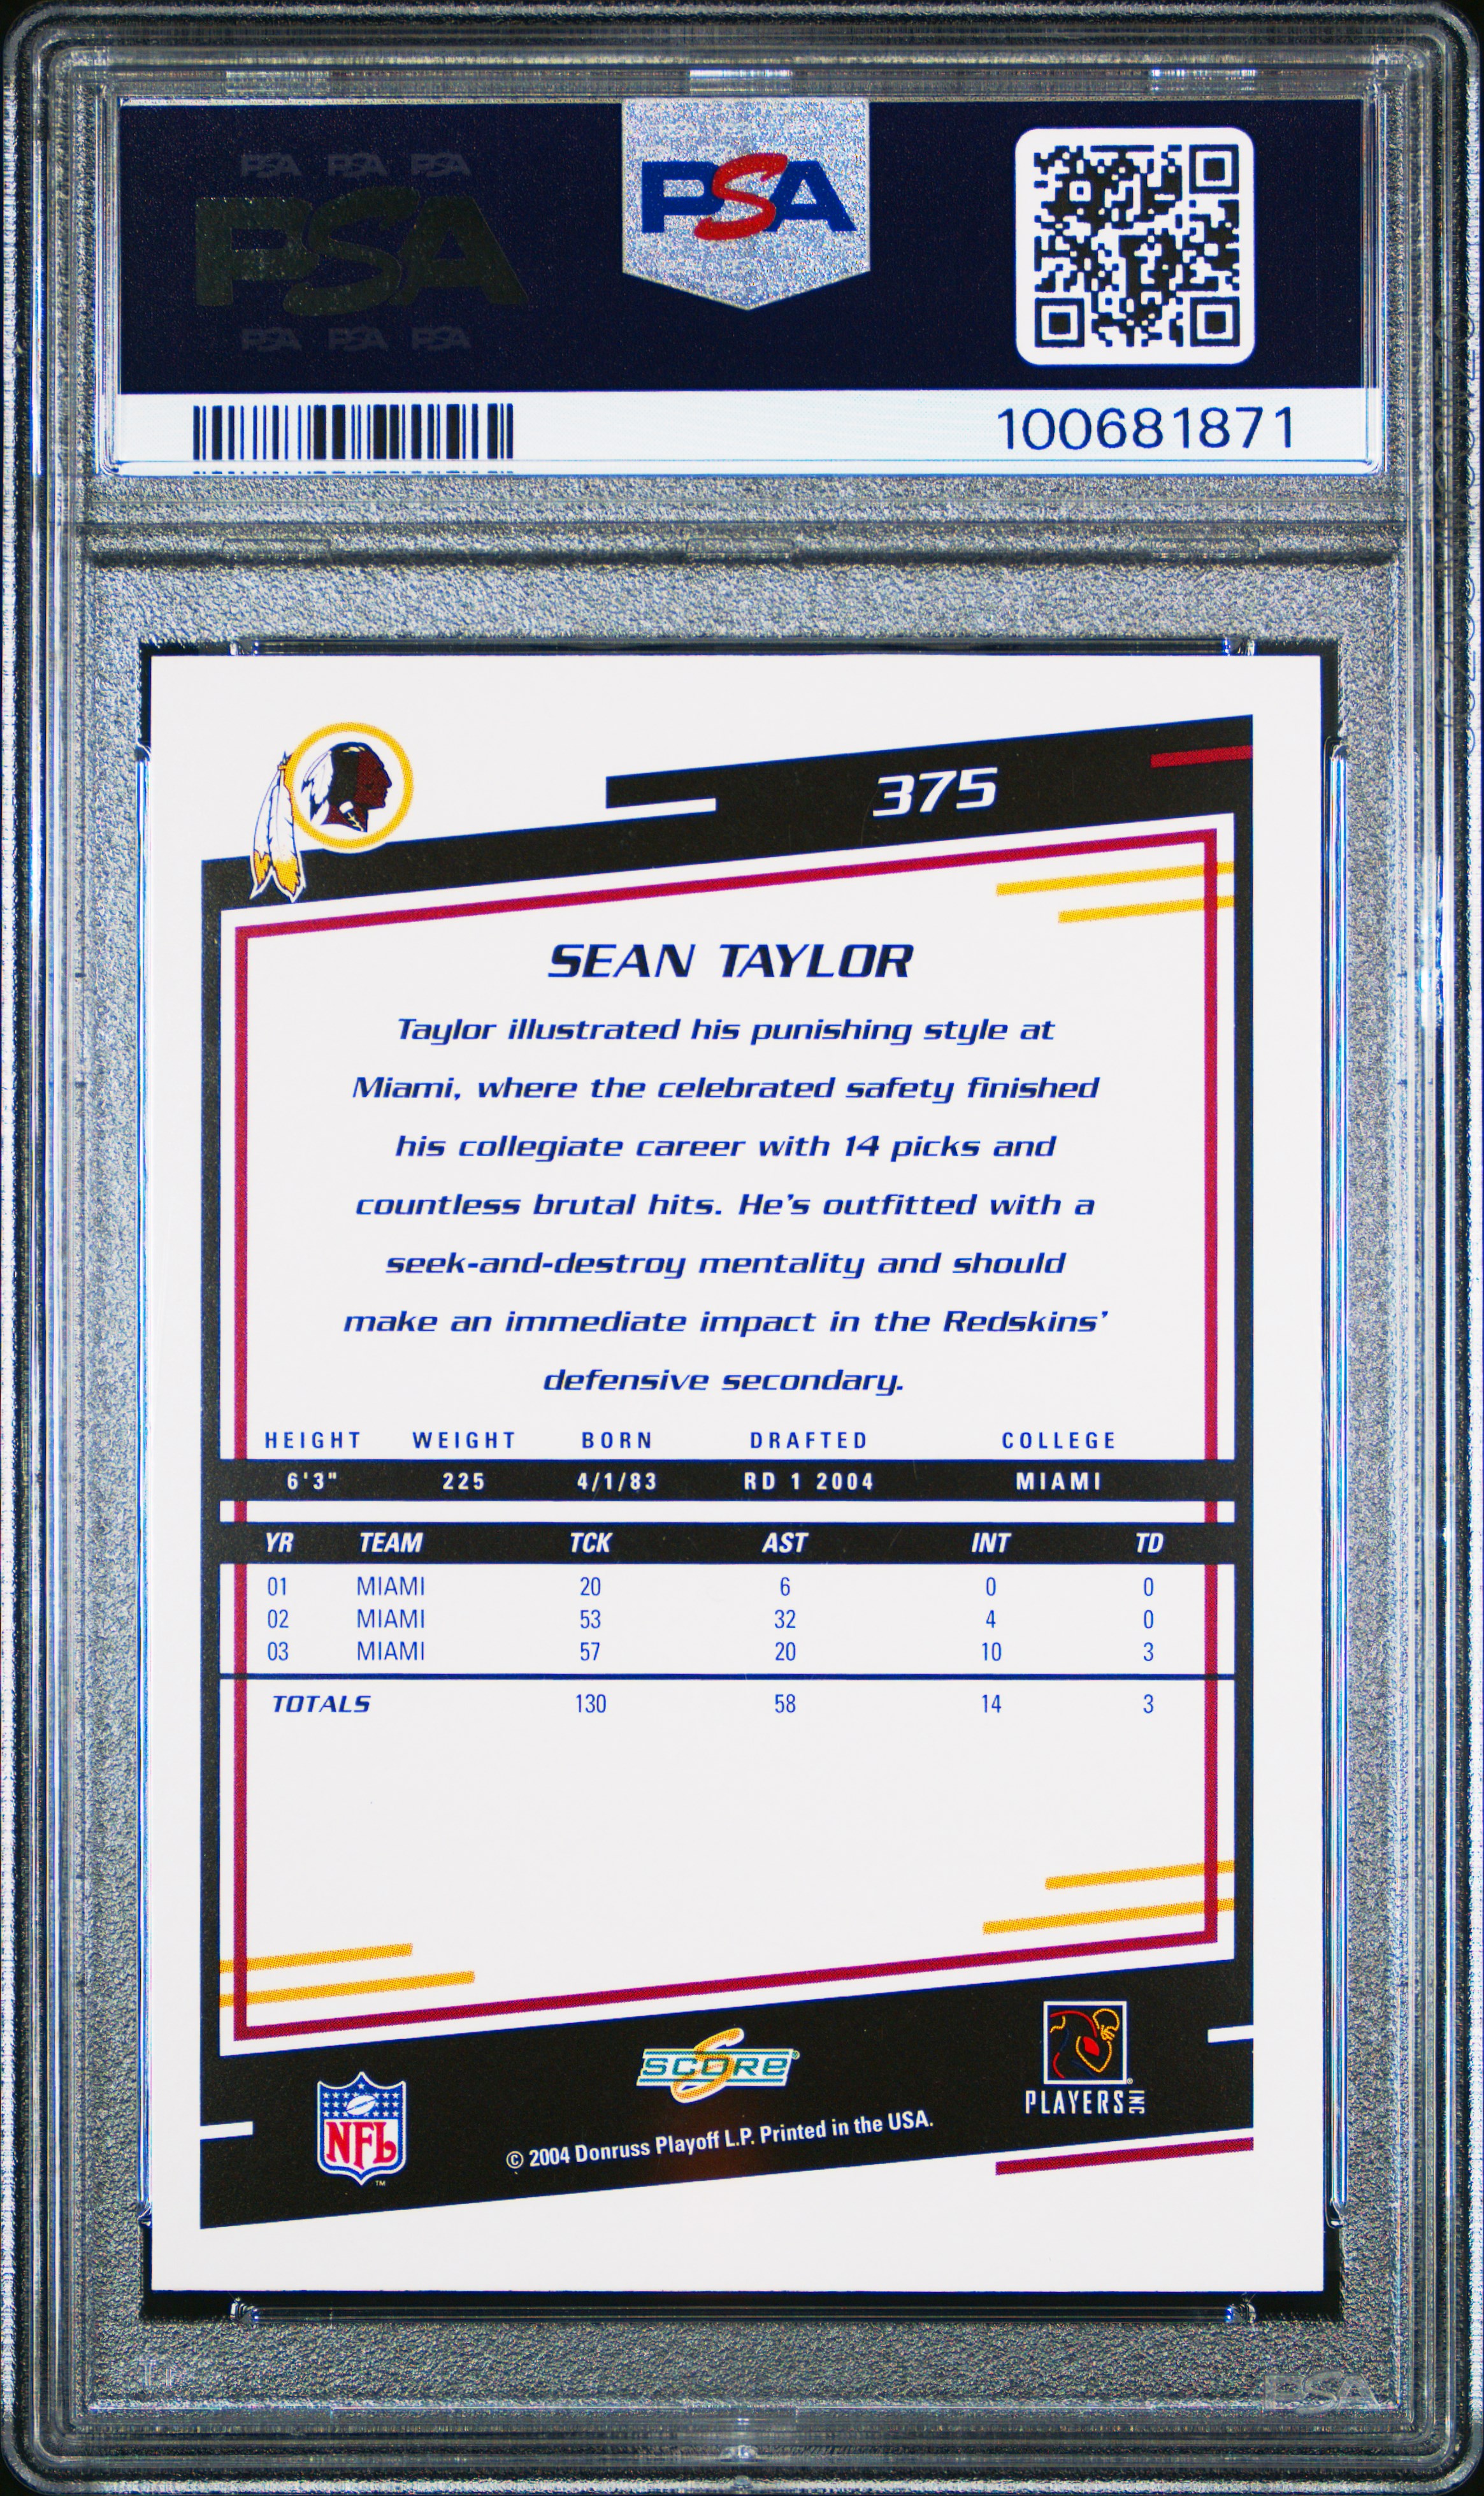 PSA PSA PSA
PSA
PSA PSA PSA
PSA
100681871
375
SEAN TAYLOR
Taylor illustrated his punishing style at
Miami, where the celebrated safety finished
his collegiate career with 14 picks and
countless brutal hits. He's outfitted with a
seek-and-destroy mentality and should
make an immediate impact in the Redskins'
defensive secondary.
HEIGHT WEIGHT BORN DRAFTED COLLEGE
6'3" 225 4/1/83 RD 1 2004 MIAMI
YR TEAM TCK AST INT TD
01 MIAMI 20 6 0 0
02 MIAMI 53 32 4 0
03 MIAMI 57 20 10 3
TOTALS 130 58 14 3
SCORE®
NFL
™
PLAYERS INC
© 2004 Donruss Playoff L.P. Printed in the USA.
PSA